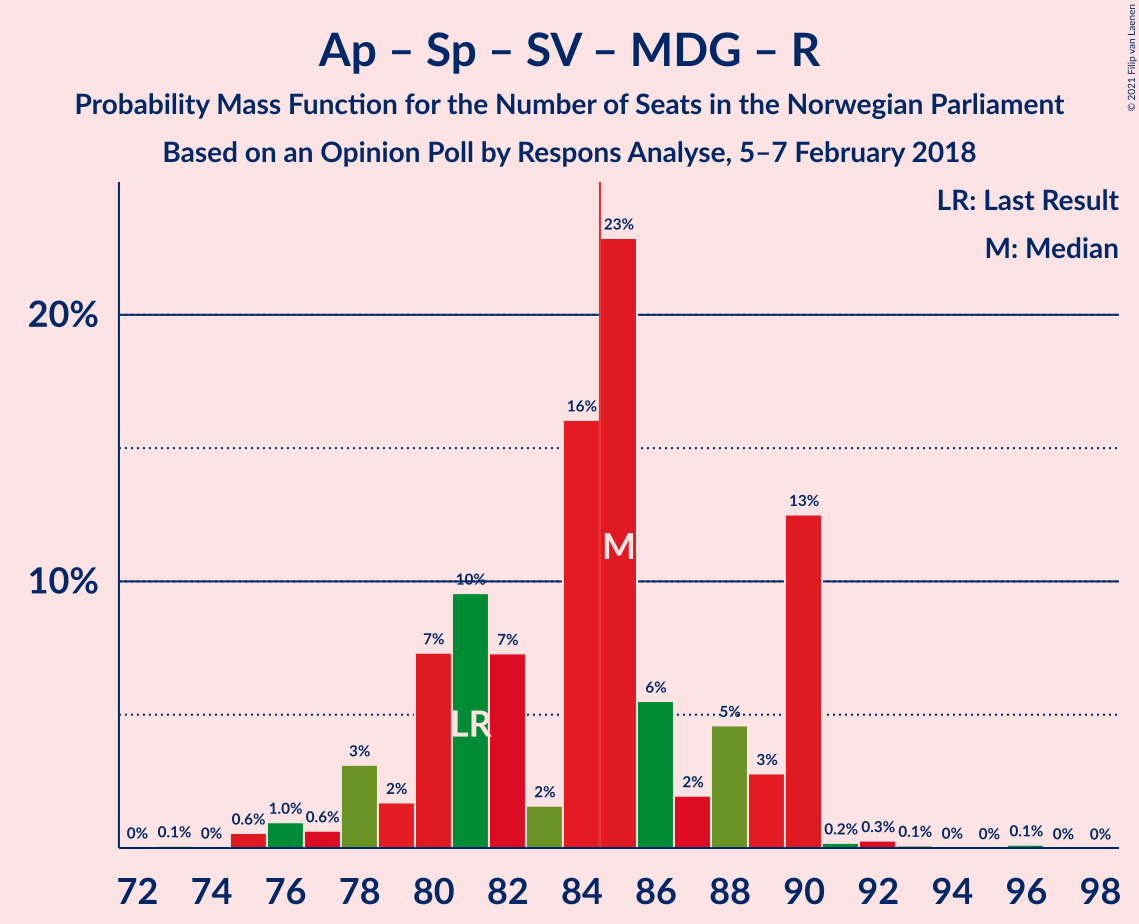 Ap – Sp – SV – MDG – R
Probability Mass Function for the Number of Seats in the Norwegian Parliament
Based on an Opinion Poll by Respons Analyse, 5–7 February 2018
© 2021 Filip van Laenen
LR: Last Result
M: Median
20%
10%
0% 0.1% 0% 0.6% 1.0% 0.6% 3% 2% 7% 10% 7% 2% 16% 23% 6% 2% 5% 3% 13% 0.2% 0.3% 0.1% 0% 0% 0.1% 0% 0%
LR
M
72 74 76 78 80 82 84 86 88 90 92 94 96 98